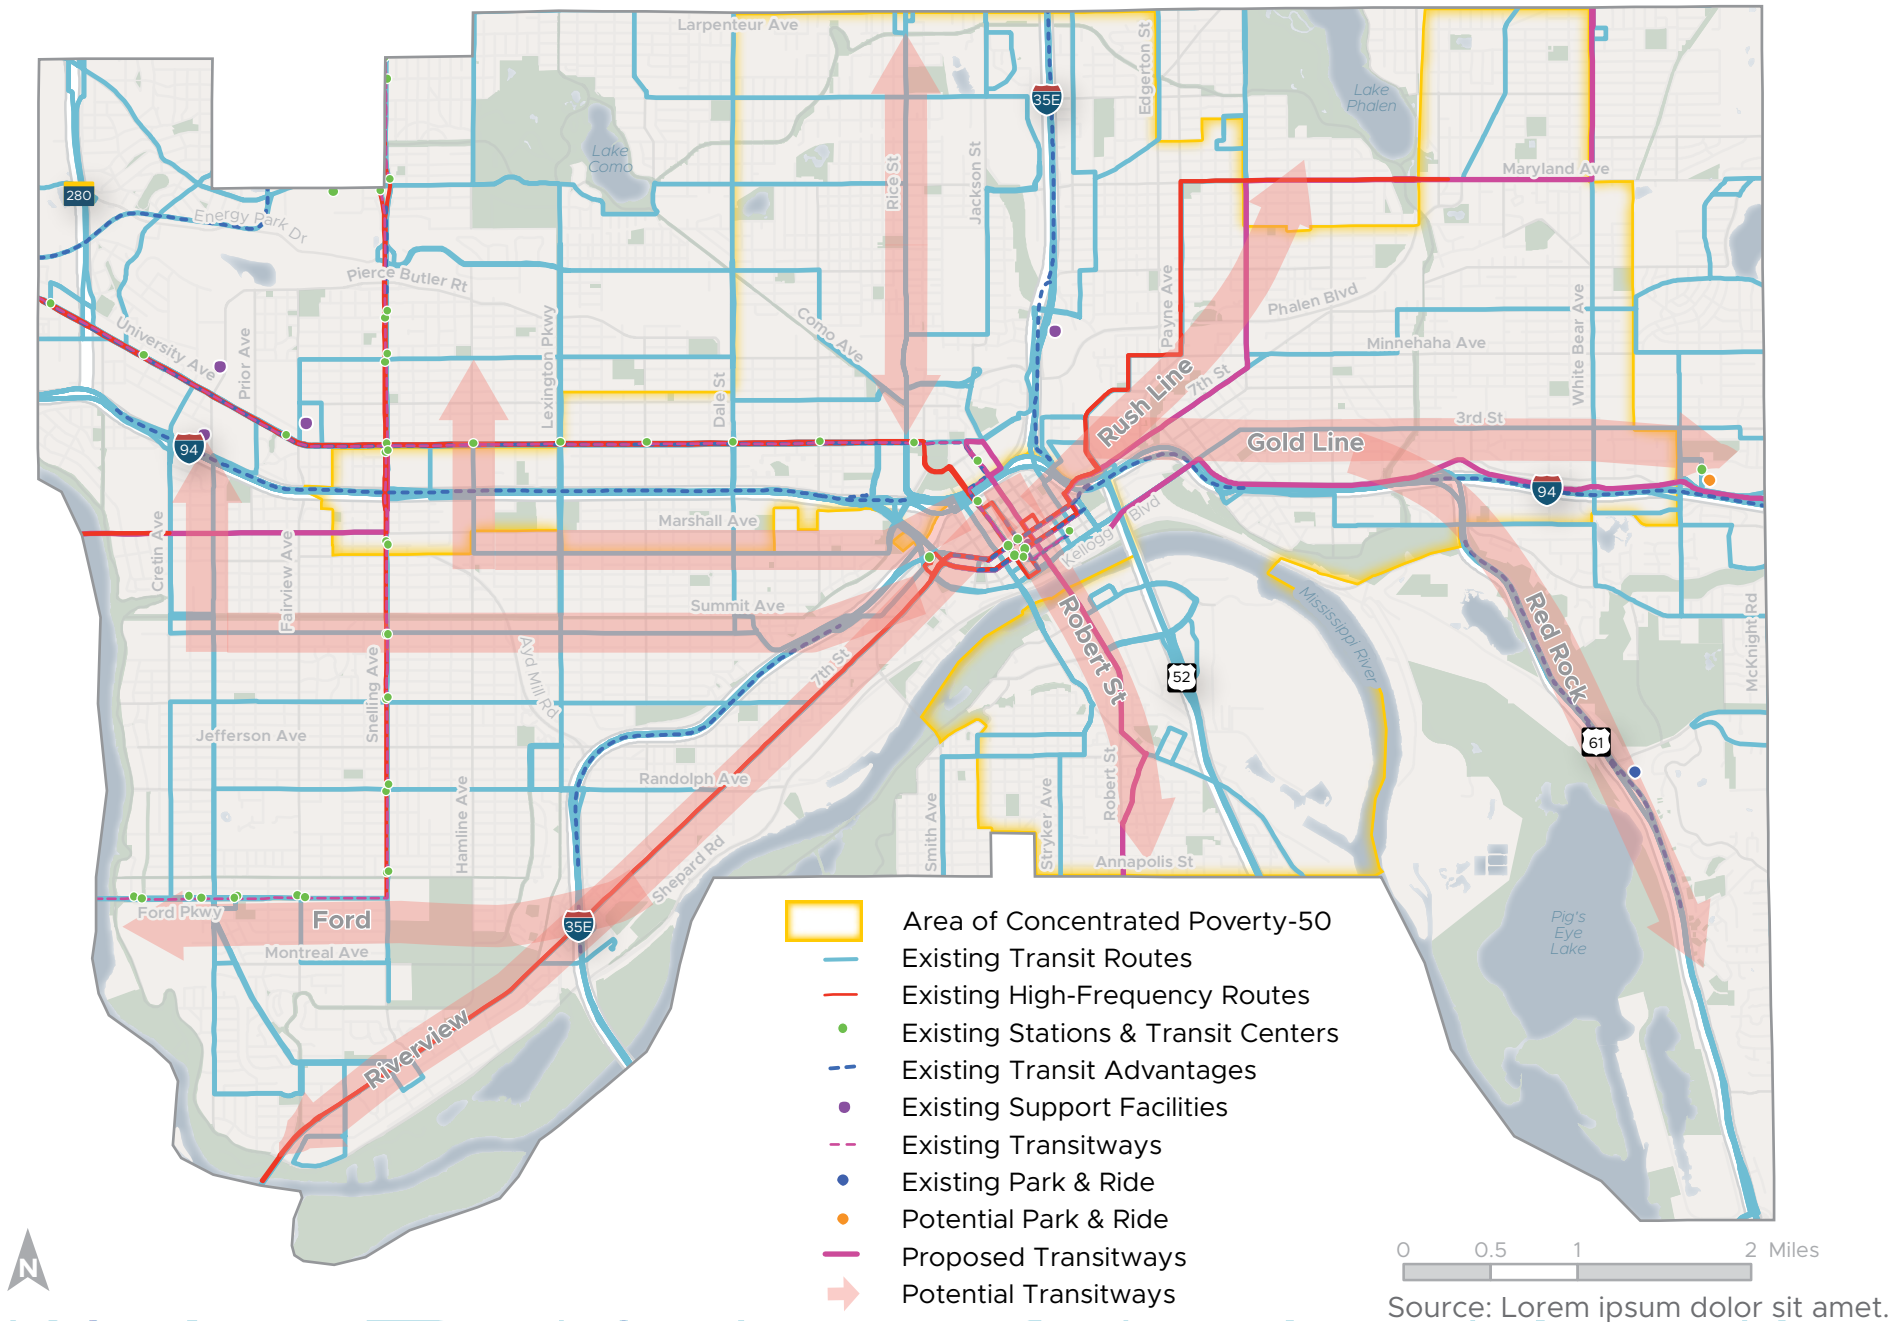 Larpenteur Ave
Edgerton St
35E
Lake
Phalen
Lake
Como
Rice St
Jackson St
Maryland Ave
280
Energy Park Dr
Pierce Butler Rt
Payne Ave
Phalen Blvd
White Bear Ave
University Ave
Prior Ave
Lexington Pkwy
Como Ave
Minnehaha Ave
Dale St
Rush Line
7th St
3rd St
Gold Line
94
94
Marshall Ave
Kellogg Blvd
Cretin Ave
Fairview Ave
Summit Ave
Robert St
Mississippi River
Red Rock
McKnight Rd
Ayd Mill Rd
7th St
52
Snelling Ave
Jefferson Ave
61
Randolph Ave
Hamline Ave
Robert St
Smith Ave
Stryker Ave
Shepard Rd
Annapolis St
Ford Pkwy
Ford
35E
Montreal Ave
Pig's
Eye
Lake
Riverview
Area of Concentrated Poverty-50
Existing Transit Routes
Existing High-Frequency Routes
Existing Stations & Transit Centers
Existing Transit Advantages
Existing Support Facilities
Existing Transitways
Existing Park & Ride
Potential Park & Ride
Proposed Transitways
Potential Transitways
N
0 0.5 1 2 Miles
Source: Lorem ipsum dolor sit amet.